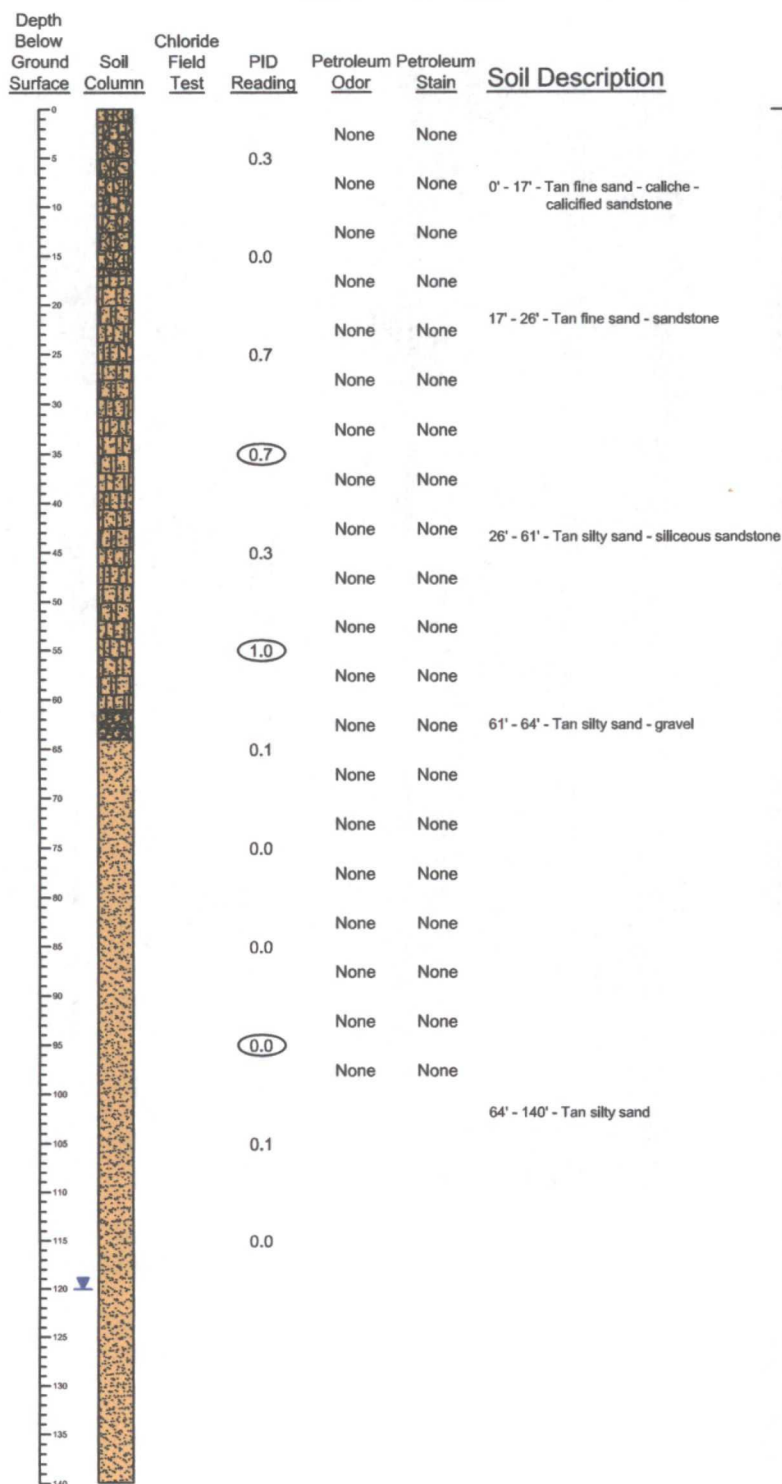 Depth
Below
Ground
Surface
Soil
Column
Chloride
Field
Test
PID
Reading
Petroleum
Odor
Petroleum
Stain
Soil Description
0
None None
5 0.3
None None
0' - 17' - Tan fine sand - caliche -
calicified sandstone
10
None None
15 0.0
None None
20
None None
17' - 26' - Tan fine sand - sandstone
25 0.7
None None
30
None None
35 0.7
None None
40
None None
26' - 61' - Tan silty sand - siliceous sandstone
45 0.3
None None
50
None None
55 1.0
None None
60
None None
61' - 64' - Tan silty sand - gravel
65 0.1
None None
70
None None
75 0.0
None None
80
None None
85 0.0
None None
90
None None
95 0.0
None None
100
64' - 140' - Tan silty sand
105 0.1
110
115 0.0
120
125
130
135
140